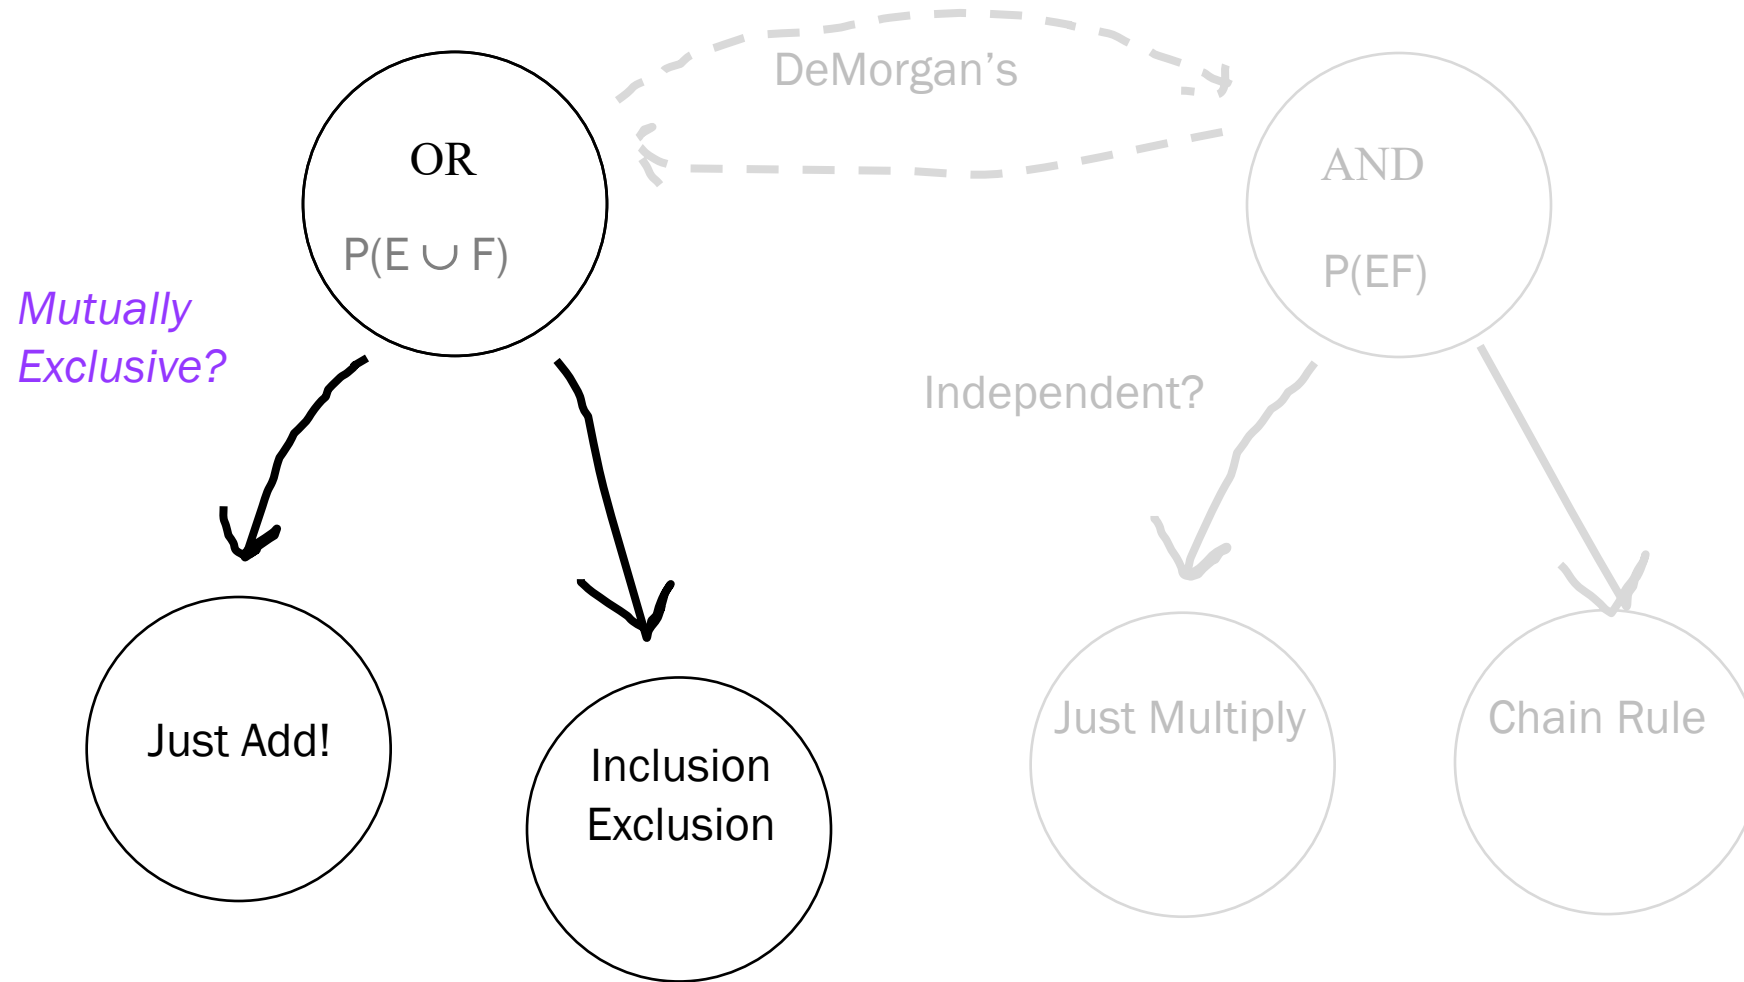 DeMorgan's
OR
P(E ∪ F)
AND
P(EF)
Mutually
Exclusive?
Independent?
Just Add!
Inclusion
Exclusion
Just Multiply
Chain Rule